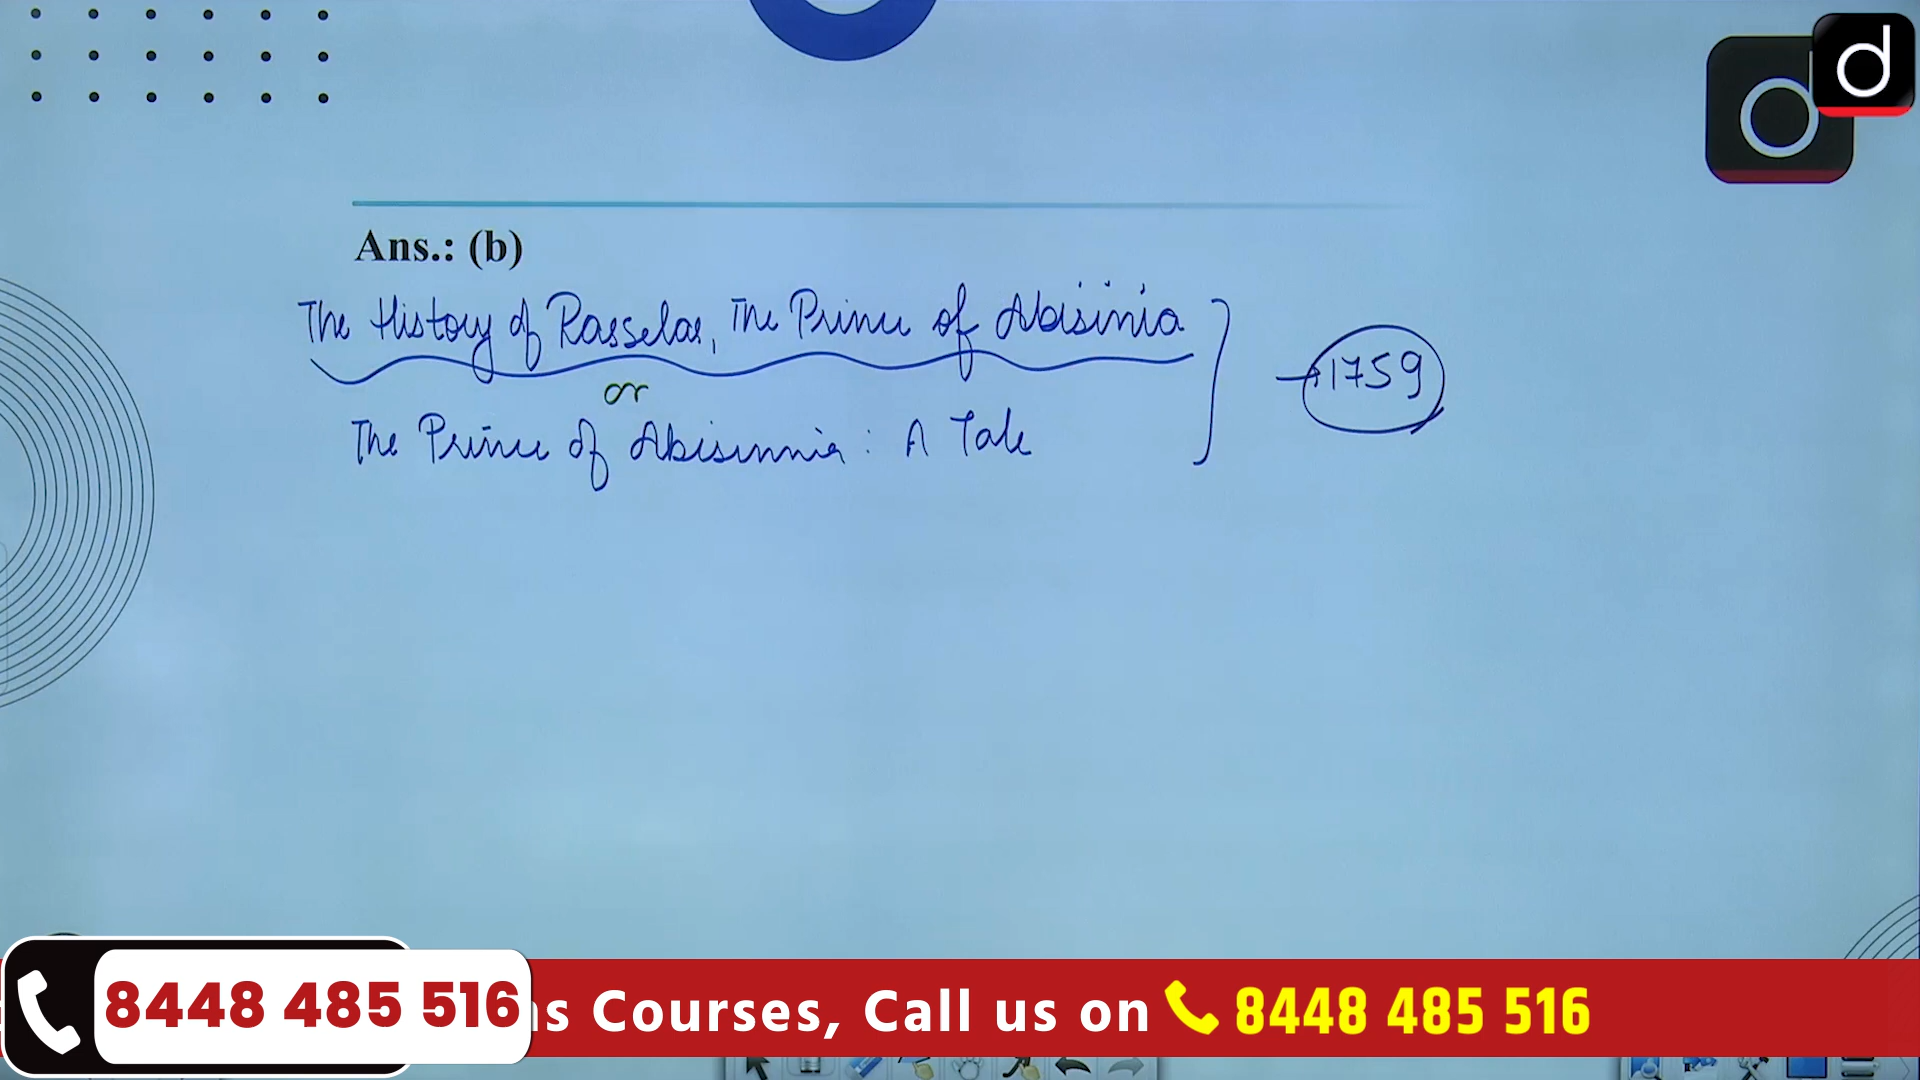 d
Ans.: (b)
The History of Rasselas, The Prince of Abisinia
→1759
or
The Prince of Abisinnia : A Tale
8448 485 516
ns Courses, Call us on 8448 485 516